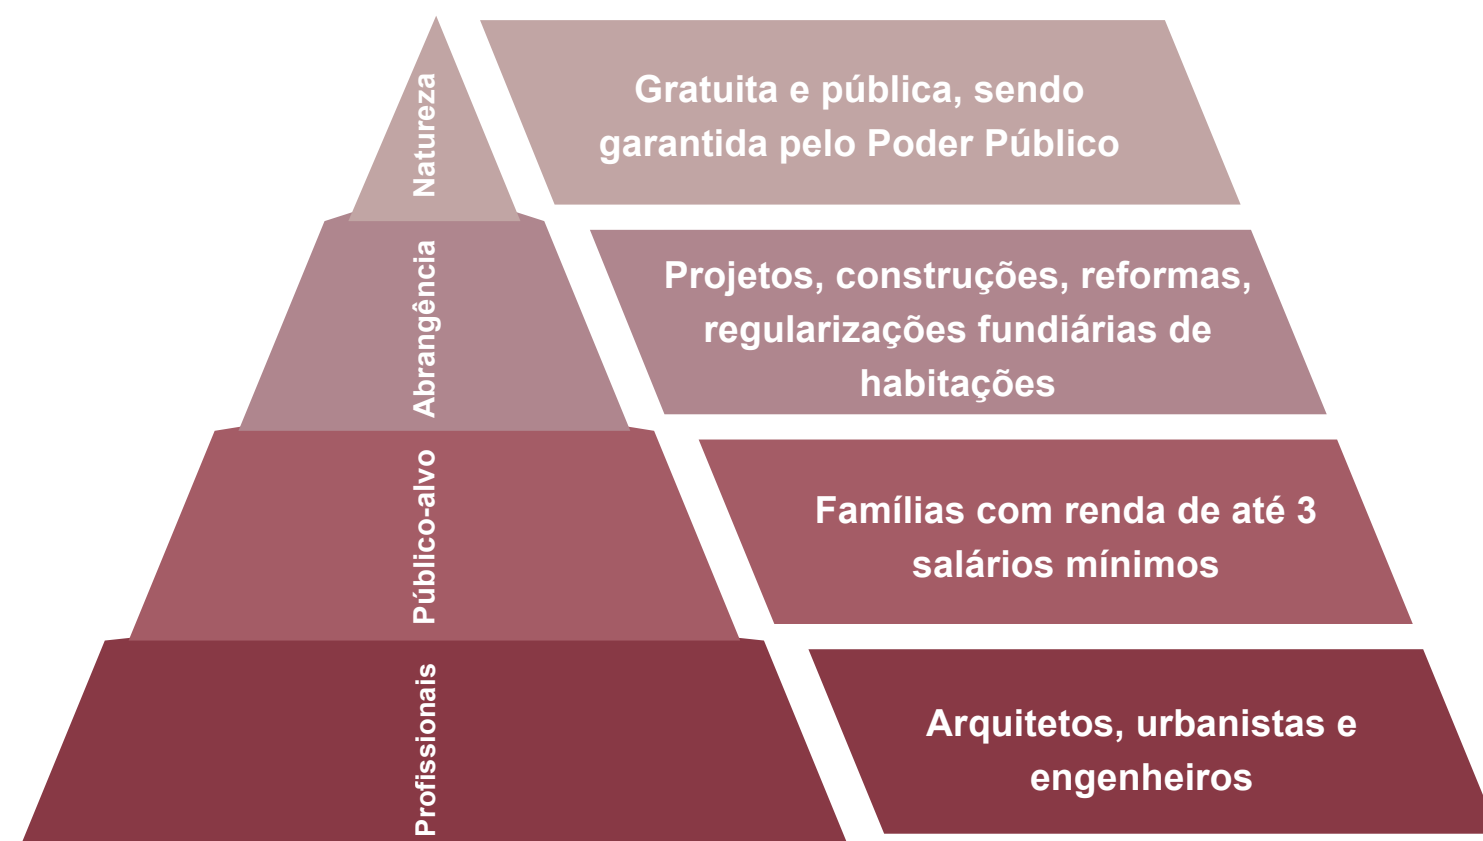 Natureza
Gratuita e pública, sendo
garantida pelo Poder Público
Abrangência
Projetos, construções, reformas,
regularizações fundiárias de
habitações
Público-alvo
Famílias com renda de até 3
salários mínimos
Profissionais
Arquitetos, urbanistas e
engenheiros